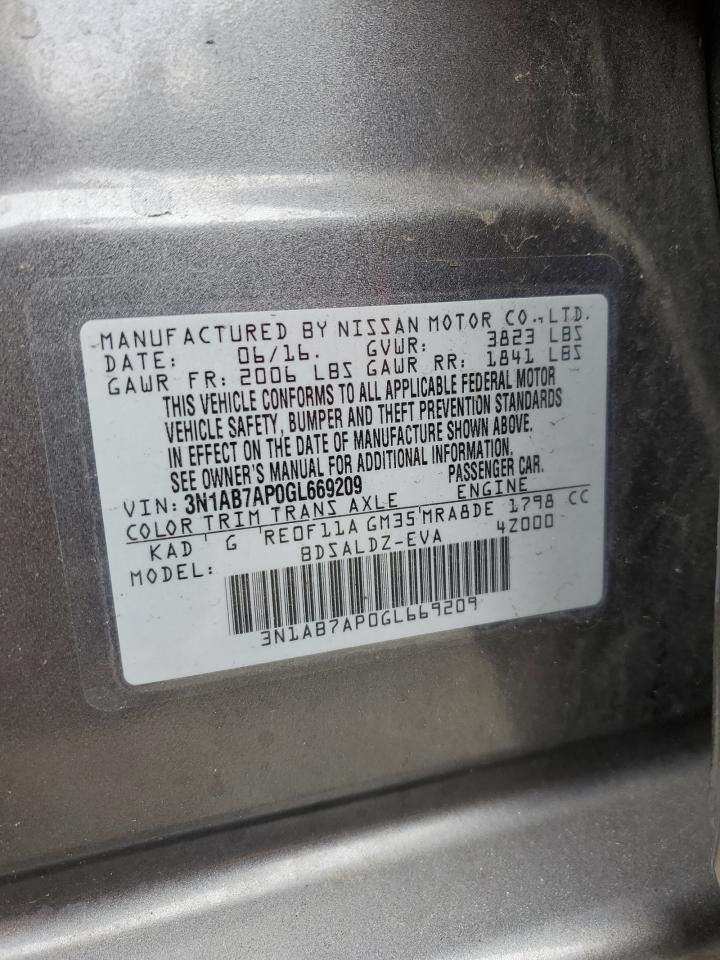 MANUFACTURED BY NISSAN MOTOR CO.,LTD.
DATE: 06/16. GVWR: 3823 LBS
GAWR FR: 2006 LBS GAWR RR: 1841 LBS
THIS VEHICLE CONFORMS TO ALL APPLICABLE FEDERAL MOTOR
VEHICLE SAFETY, BUMPER AND THEFT PREVENTION STANDARDS
IN EFFECT ON THE DATE OF MANUFACTURE SHOWN ABOVE.
SEE OWNER'S MANUAL FOR ADDITIONAL INFORMATION.
VIN: 3N1AB7AP0GL669209 PASSENGER CAR.
COLOR TRIM TRANS AXLE ENGINE
KAD G RE0F11A GM35 MRA8DE 1798 CC
MODEL: BDSALDZ-EVA 4Z000
3N1AB7AP0GL669209